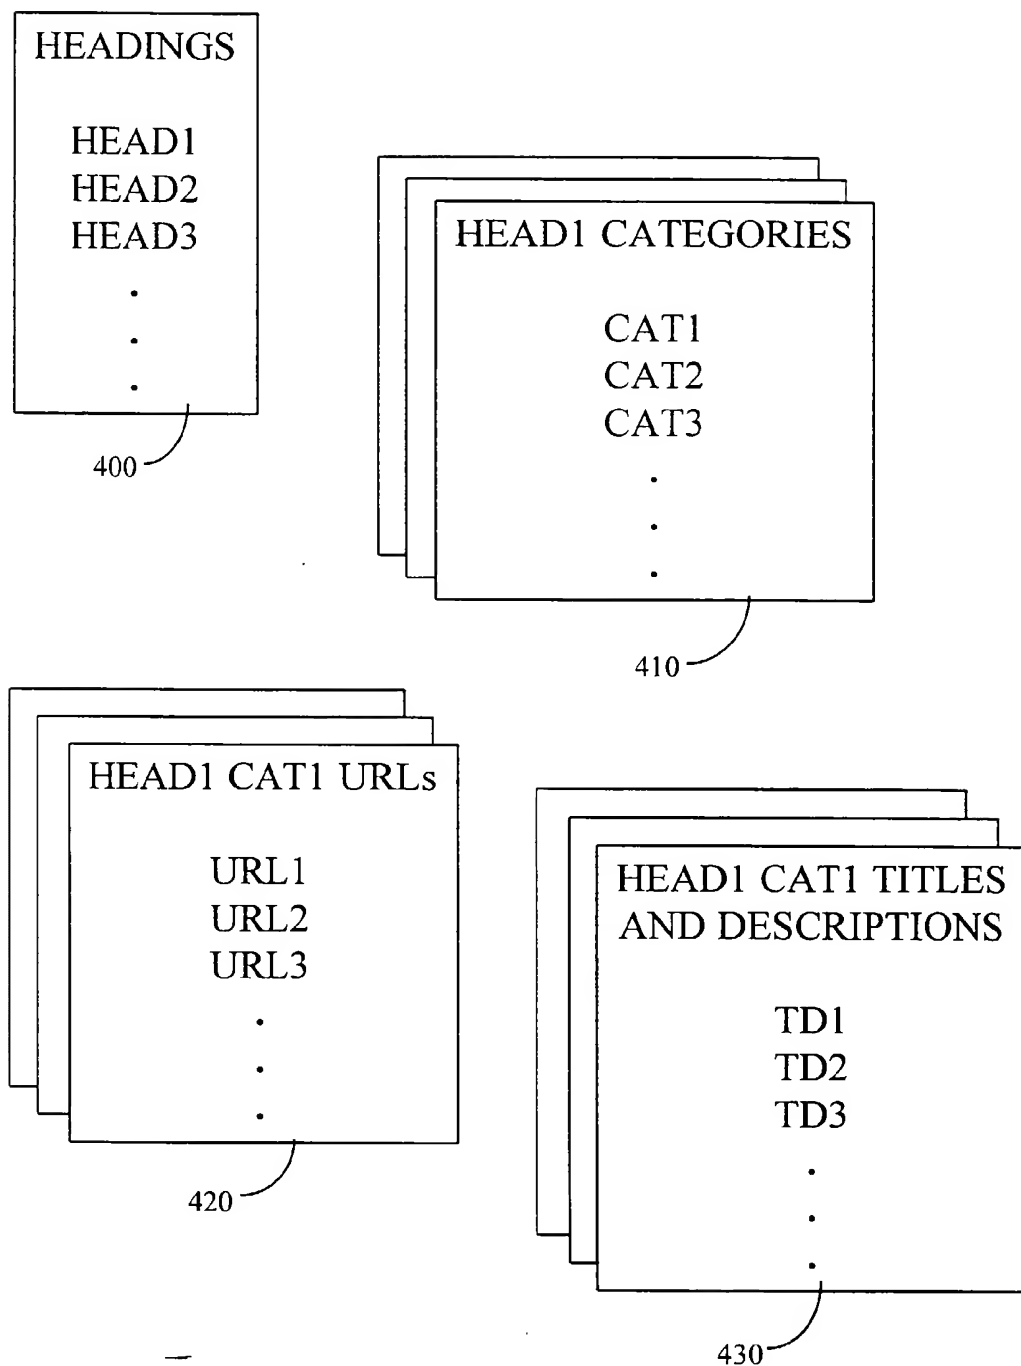 HEADINGS
HEAD1
HEAD2
HEAD3
.
.
.
400
HEAD1 CATEGORIES
CAT1
CAT2
CAT3
.
.
.
410
HEAD1 CAT1 URLs
URL1
URL2
URL3
.
.
.
420
HEAD1 CAT1 TITLES
AND DESCRIPTIONS
TD1
TD2
TD3
.
.
.
430